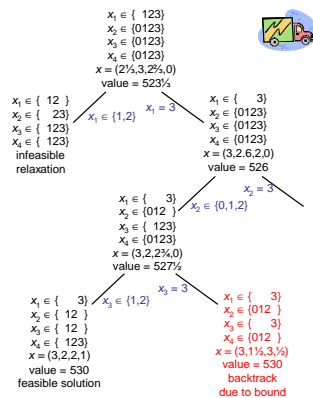 x₁ ∈ { 123}
x₂ ∈ {0123}
x₃ ∈ {0123}
x₄ ∈ {0123}
x = (2⅓,3,2⅔,0)
value = 523⅓
x₁ ∈ { 12 }
x₂ ∈ { 23}
x₃ ∈ { 123}
x₄ ∈ { 123}
infeasible
relaxation
x₁ ∈ {1,2}
x₁ = 3
x₁ ∈ { 3}
x₂ ∈ {0123}
x₃ ∈ {0123}
x₄ ∈ {0123}
x = (3,2.6,2,0)
value = 526
x₂ = 3
x₂ ∈ {0,1,2}
x₁ ∈ { 3}
x₂ ∈ {012 }
x₃ ∈ { 123}
x₄ ∈ {0123}
x = (3,2,2¾,0)
value = 527½
x₃ ∈ {1,2}
x₃ = 3
x₁ ∈ { 3}
x₂ ∈ { 12 }
x₃ ∈ { 12 }
x₄ ∈ { 123}
x = (3,2,2,1)
value = 530
feasible solution
x₁ ∈ { 3}
x₂ ∈ {012 }
x₃ ∈ { 3}
x₄ ∈ {012 }
x = (3,1½,3,½)
value = 530
backtrack
due to bound